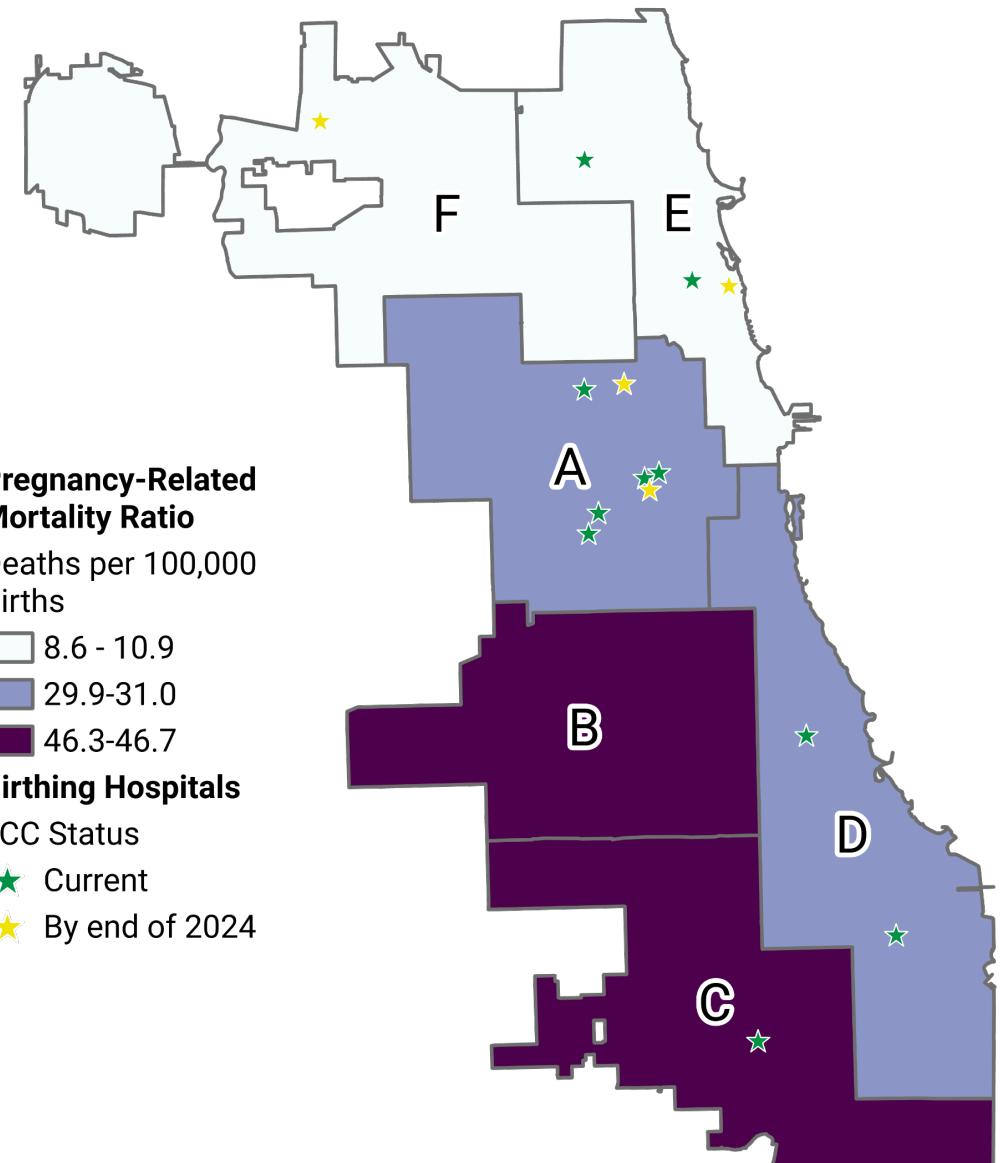 F
E
A
B
D
C
regnancy-Related
Mortality Ratio
eaths per 100,000
irths
8.6 - 10.9
29.9-31.0
46.3-46.7
irthing Hospitals
CC Status
Current
By end of 2024